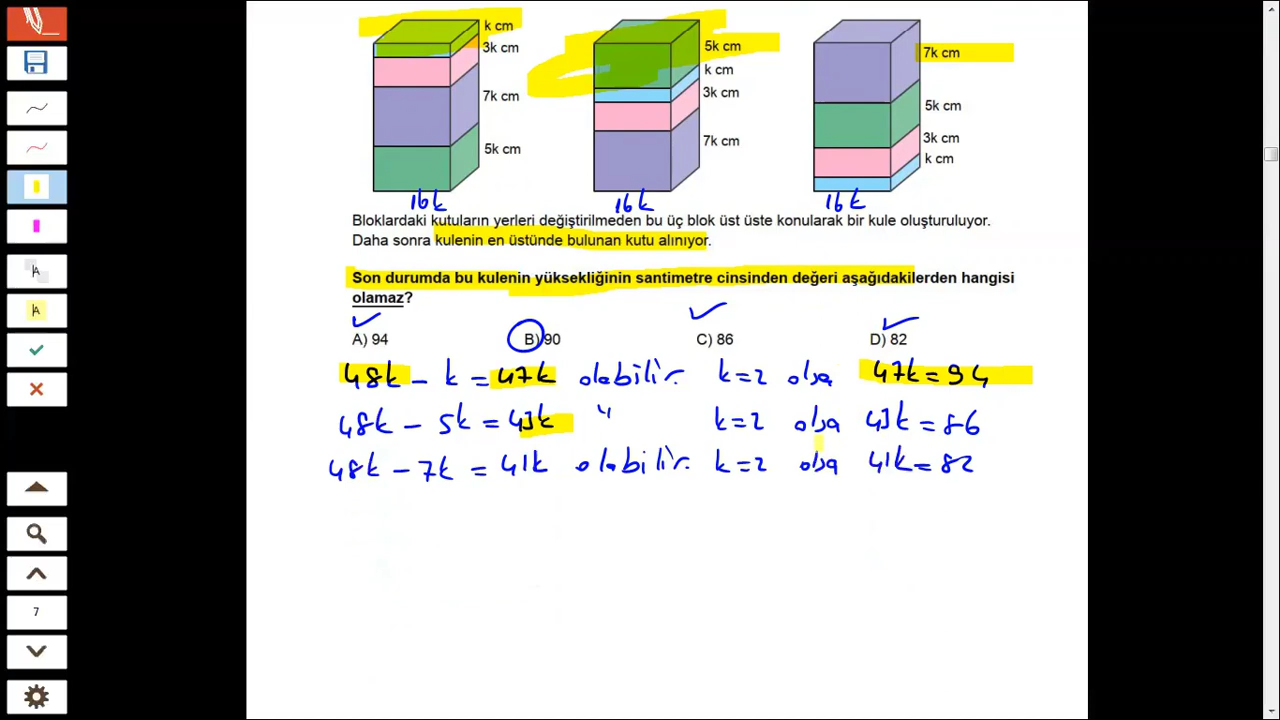 k cm
3k cm
7k cm
5k cm
16k
5k cm
k cm
3k cm
7k cm
16k
7k cm
5k cm
3k cm
k cm
16k
Bloklardaki kutuların yerleri değiştirilmeden bu üç blok üst üste konularak bir kule oluşturuluyor.
Daha sonra kulenin en üstünde bulunan kutu alınıyor.
Son durumda bu kulenin yüksekliğinin santimetre cinsinden değeri aşağıdakilerden hangisi
olamaz?
A) 94 B) 90 C) 86 D) 82
48k - k = 47k olabilir. k=2 olsa 47k=94
48k - 5k = 43k " k=2 olsa 43k=86
48k - 7k = 41k olabilir. k=2 olsa 41k=82
A
A
7